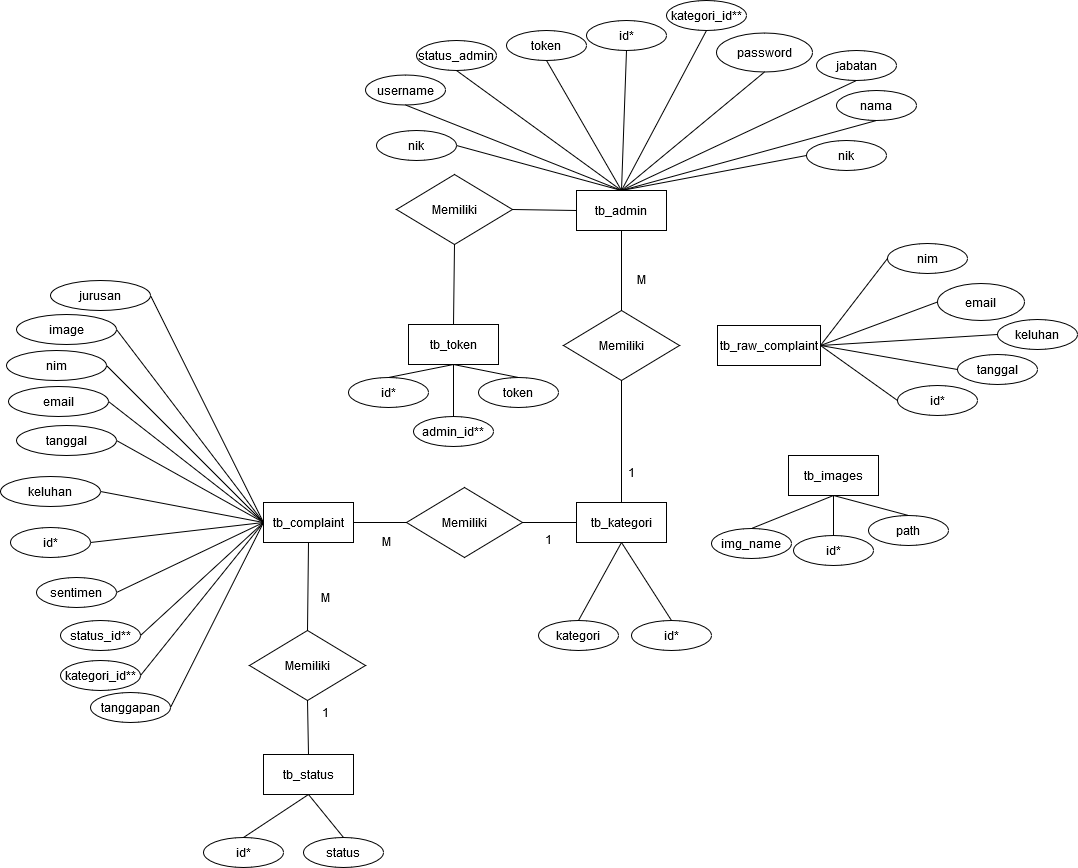 kategori_id**
id*
token
status_admin
password
jabatan
username
nama
nik
nik
Memiliki
tb_admin
nim
M
jurusan
email
image
keluhan
tb_token
Memiliki
tb_raw_complaint
nim
tanggal
id*
token
email
id*
admin_id**
tanggal
1
tb_images
keluhan
tb_complaint
Memiliki
tb_kategori
path
M
1
img_name
id*
id*
sentimen
M
status_id**
kategori
id*
Memiliki
kategori_id**
tanggapan
1
tb_status
id*
status